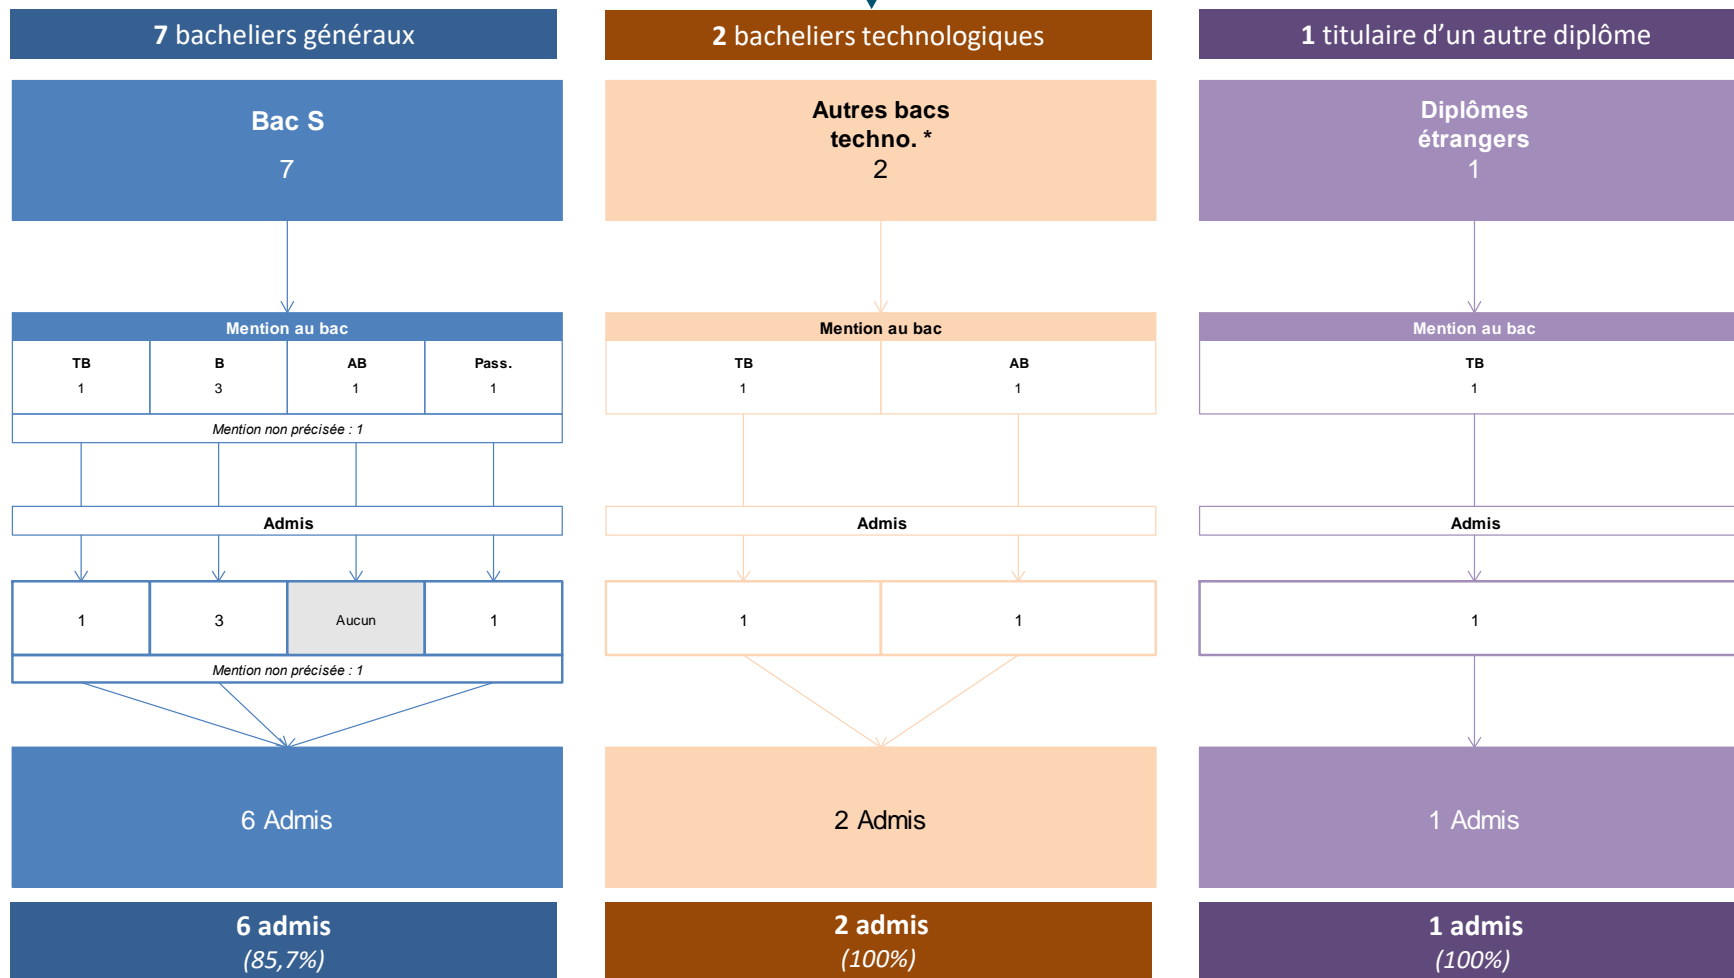 7 bacheliers généraux
2 bacheliers technologiques
1 titulaire d'un autre diplôme
Bac S
7
Autres bacs
techno. *
2
Diplômes
étrangers
1
Mention au bac
TB
B
AB
Pass.
1
3
1
1
Mention non précisée : 1
Mention au bac
TB
AB
1
1
Mention au bac
TB
1
Admis
Admis
Admis
1
3
Aucun
1
Mention non précisée : 1
1
1
1
6 Admis
2 Admis
1 Admis
6 admis
(85,7%)
2 admis
(100%)
1 admis
(100%)